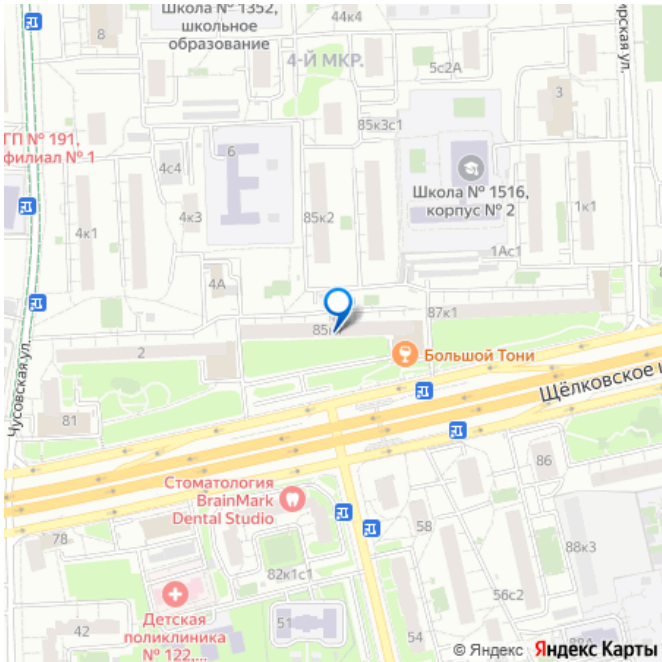 Школа № 1352,
школьное
образование
44к4
8
4-Й МКР.
5с2А
3
85к3с1
ГП № 191,
филиал № 1
4с4
6
Школа № 1516,
корпус № 2
4к3
85к2
1к1
4к1
1Ас1
4А
87к1
2
Большой Тони
Чусовская ул.
Щёлковское
81
Стоматология
BrainMark
Dental Studio
86
58
78
88к3
82к1с1
56с2
Детская
поликлиника
№ 122,...
42
51
54
88А
© Яндекс Яндекс Карты